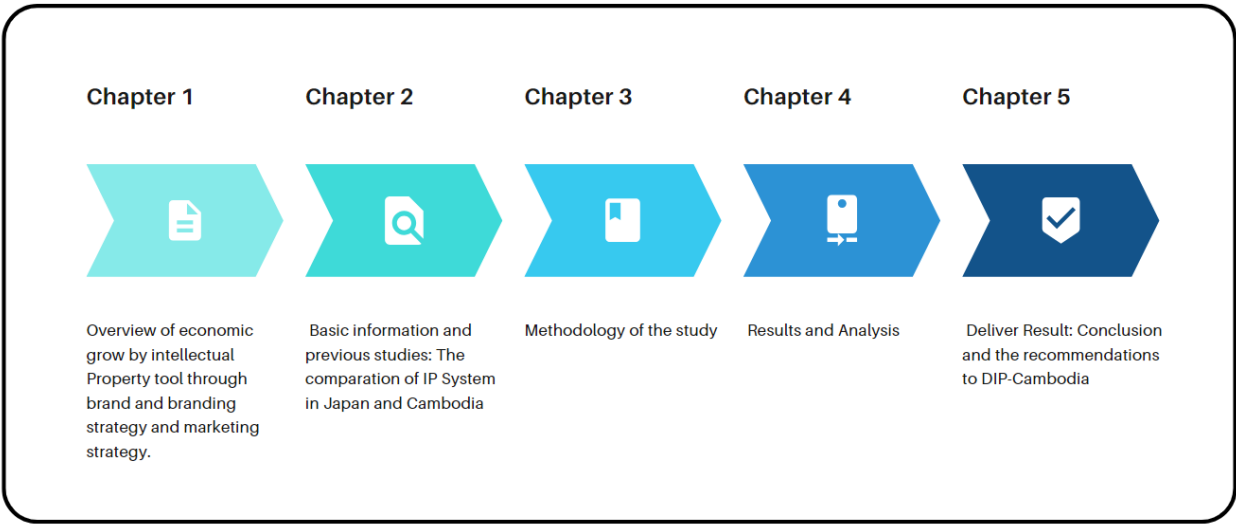 Chapter 1
Chapter 2
Chapter 3
Chapter 4
Chapter 5
Overview of economic
grow by intellectual
Property tool through
brand and branding
strategy and marketing
strategy.
Basic information and
previous studies: The
comparation of IP System
in Japan and Cambodia
Methodology of the study
Results and Analysis
Deliver Result: Conclusion
and the recommendations
to DIP-Cambodia